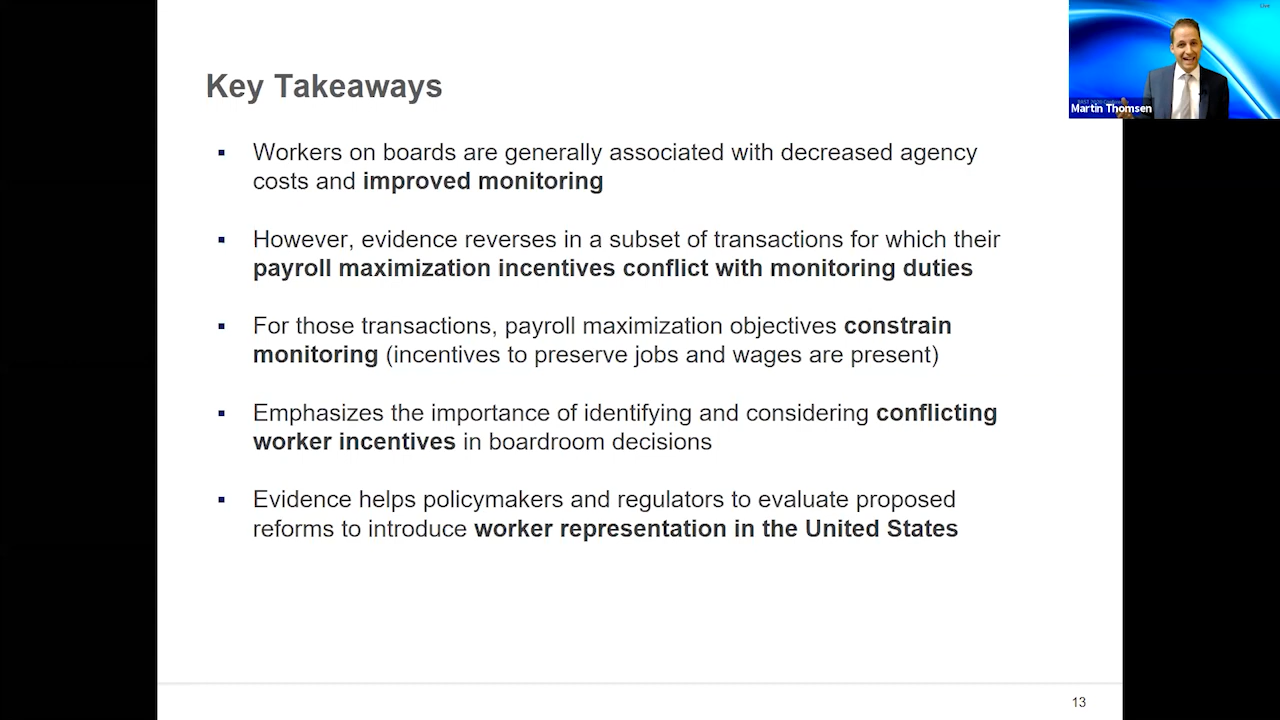 Live
Martin Thomsen
Key Takeaways
Workers on boards are generally associated with decreased agency
costs and improved monitoring
However, evidence reverses in a subset of transactions for which their
payroll maximization incentives conflict with monitoring duties
For those transactions, payroll maximization objectives constrain
monitoring (incentives to preserve jobs and wages are present)
Emphasizes the importance of identifying and considering conflicting
worker incentives in boardroom decisions
Evidence helps policymakers and regulators to evaluate proposed
reforms to introduce worker representation in the United States
13